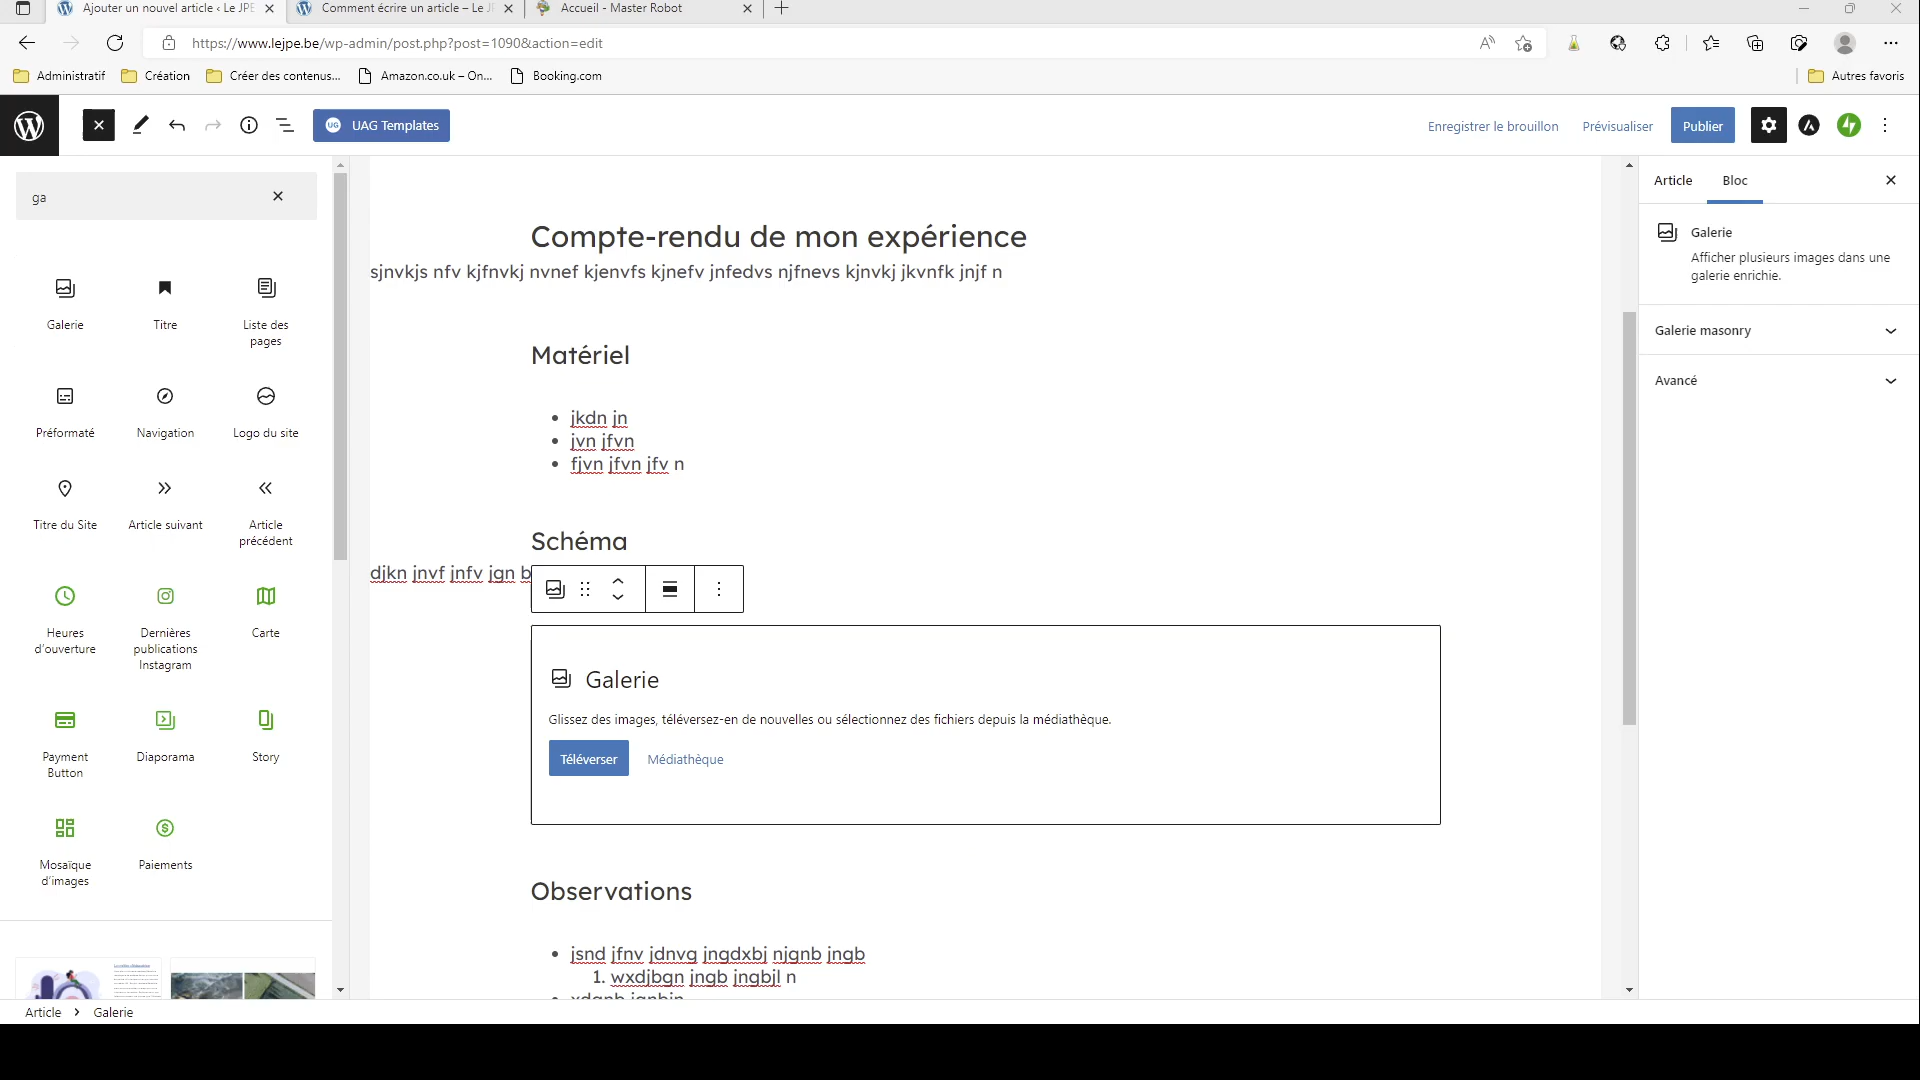 Ajouter un nouvel article ‹ Le JPE
Comment écrire un article – Le J
Accueil - Master Robot
https://www.lejpe.be/wp-admin/post.php?post=1090&action=edit
Administratif
Création
Créer des contenus...
Amazon.co.uk – On...
Booking.com
Autres favoris
UAG Templates
Enregistrer le brouillon
Prévisualiser
Publier
ga
Galerie
Titre
Liste des
pages
Préformaté
Navigation
Logo du site
Titre du Site
Article suivant
Article
précédent
Heures
d'ouverture
Dernières
publications
Instagram
Carte
Payment
Button
Diaporama
Story
Mosaïque
d'images
Paiements
Compte-rendu de mon expérience
sjnvkjs nfv kjfnvkj nvnef kjenvfs kjnefv jnfedvs njfnevs kjnvkj jkvnfk jnjf n
Matériel
• jkdn jn
• jvn jfvn
• fjvn jfvn jfv n
Schéma
djkn jnvf jnfv jgn b
Galerie
Glissez des images, téléversez-en de nouvelles ou sélectionnez des fichiers depuis la médiathèque.
Téléverser
Médiathèque
Observations
• jsnd jfnv jdnvg jngdxbj njgnb jngb
1. wxdjbgn jngb jngbjl n
Article
Bloc
Galerie
Afficher plusieurs images dans une
galerie enrichie.
Galerie masonry
Avancé
Article > Galerie